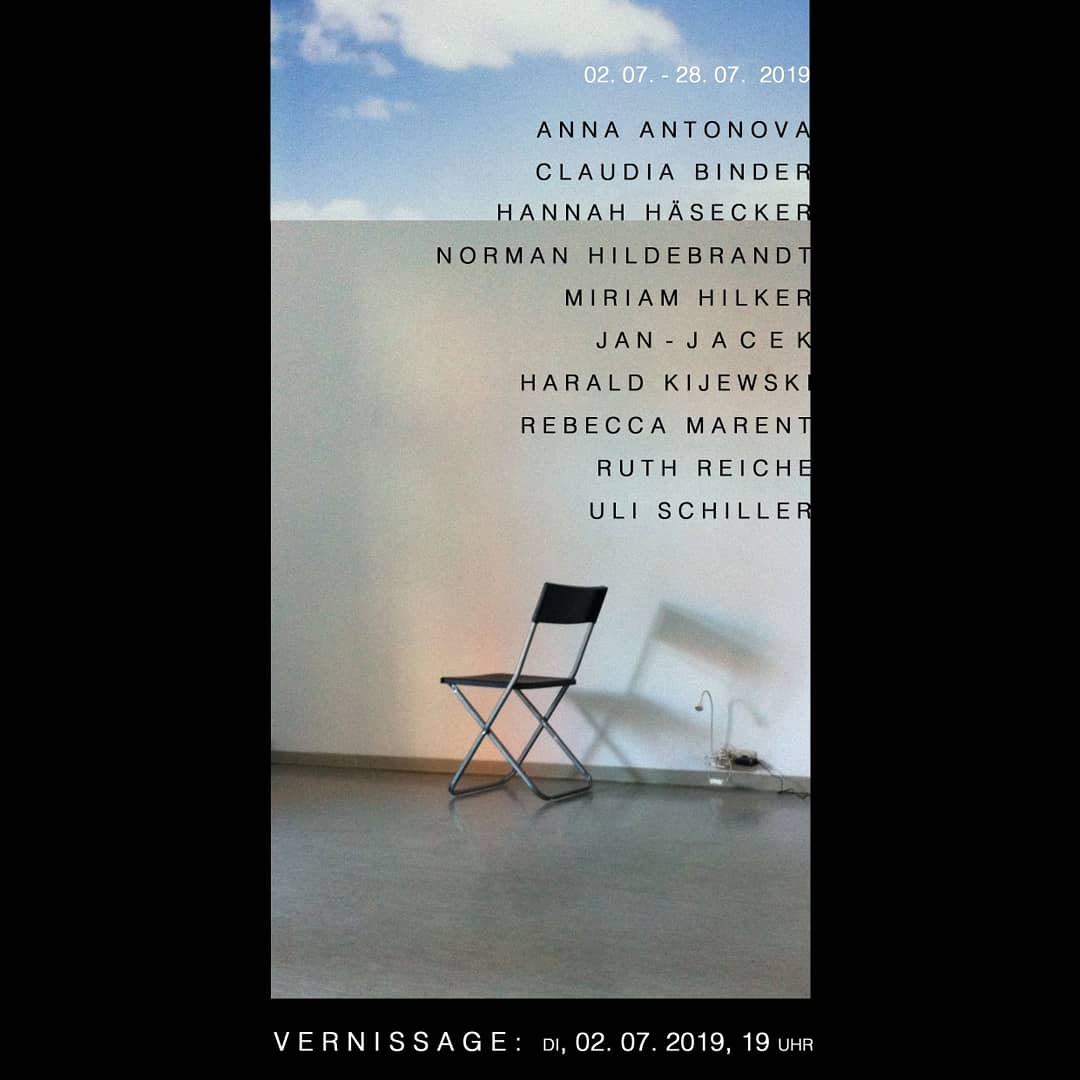 02. 07. - 28. 07. 2019
ANNA ANTONOVA
CLAUDIA BINDER
HANNAH HÄSECKER
NORMAN HILDEBRANDT
MIRIAM HILKER
JAN-JACEK
HARALD KIJEWSKI
REBECCA MARENT
RUTH REICHE
ULI SCHILLER
VERNISSAGE: DI, 02. 07. 2019, 19 UHR